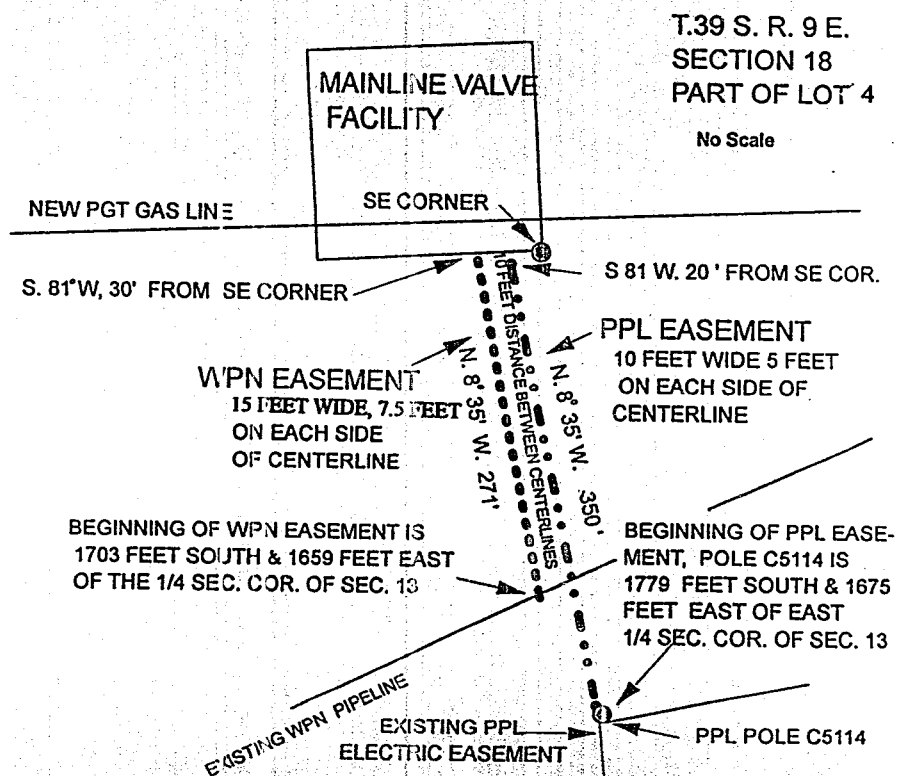 T.39 S. R. 9 E.
SECTION 18
PART OF LOT 4
No Scale
MAINLINE VALVE
FACILITY
NEW PGT GAS LINE
SE CORNER
S. 81°W, 30' FROM SE CORNER
S 81 W. 20' FROM SE COR.
10 FEET DISTANCE BETWEEN CENTERLINES
WPN EASEMENT
15 FEET WIDE, 7.5 FEET
ON EACH SIDE
OF CENTERLINE
N. 8° 35' W. 271'
PPL EASEMENT
10 FEET WIDE 5 FEET
ON EACH SIDE OF
CENTERLINE
N. 8° 35' W. 350'
BEGINNING OF WPN EASEMENT IS
1703 FEET SOUTH & 1659 FEET EAST
OF THE 1/4 SEC. COR. OF SEC. 13
BEGINNING OF PPL EASE-
MENT, POLE C5114 IS
1779 FEET SOUTH & 1675
FEET EAST OF EAST
1/4 SEC. COR. OF SEC. 13
EXISTING WPN PIPELINE
EXISTING PPL
ELECTRIC EASEMENT
PPL POLE C5114